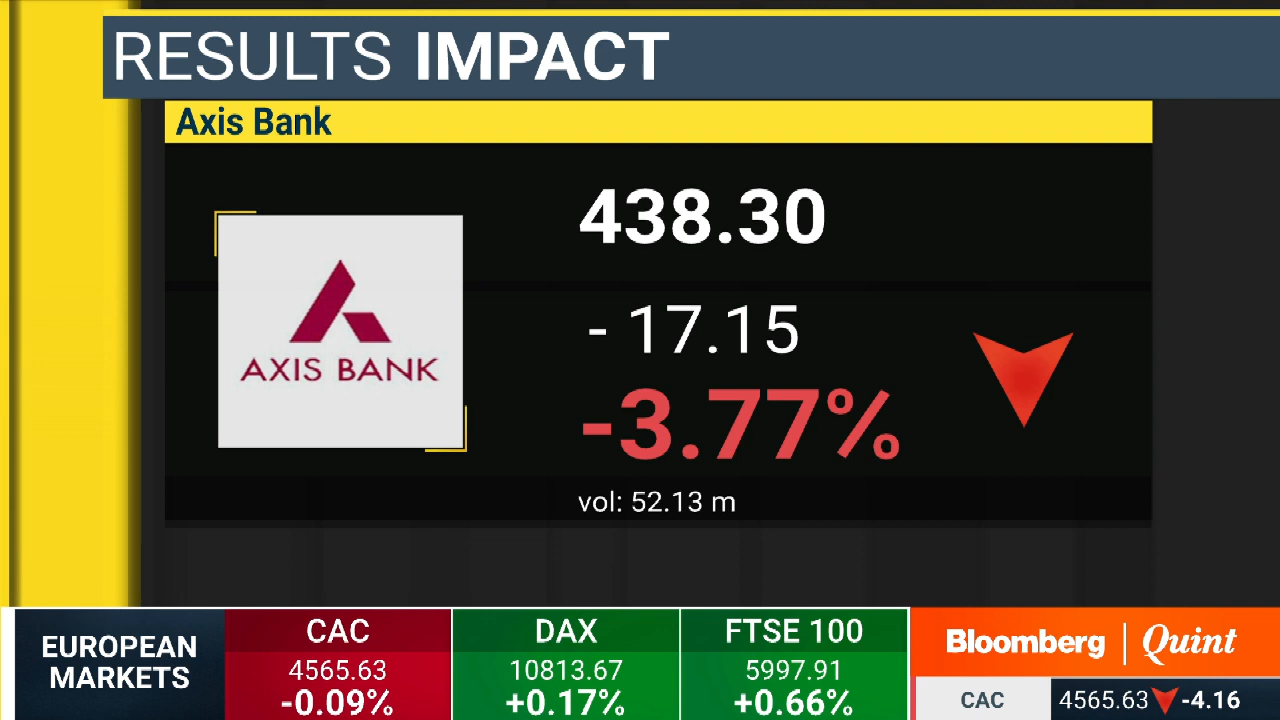 RESULTS IMPACT
Axis Bank
AXIS BANK
438.30
- 17.15
-3.77%
vol: 52.13 m
EUROPEAN
MARKETS
CAC
4565.63
-0.09%
DAX
10813.67
+0.17%
FTSE 100
5997.91
+0.66%
Bloomberg | Quint
CAC 4565.63 -4.16